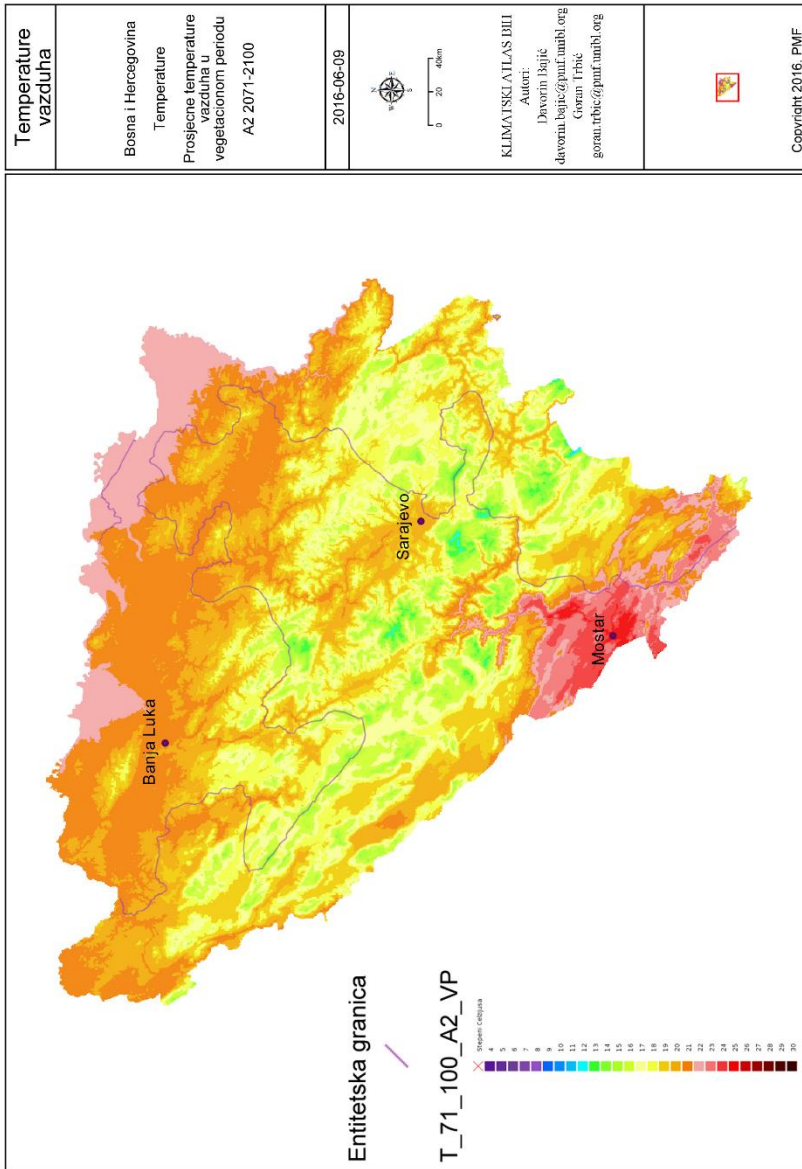 Temperature
vazduha
Bosna i Hercegovina
Temperature
Prosjecne temperature
vazduha u
vegetacionom periodu
A2 2071-2100
2016-06-09
N
W E
S
0 20 40km
KLIMATSKI ATLAS BIH
Autori:
Davorin Bajić
davorin.bajic@pmf.unibl.org
Goran Trbić
goran.trbic@pmf.unibl.org
Copyright 2016. PMF
Banja Luka
Sarajevo
Mostar
Entitetska granica
T_71_100_A2_VP
Stepeni Celzijusa
4
5
6
7
8
9
10
11
12
13
14
15
16
17
18
19
20
21
22
23
24
25
26
27
28
29
30